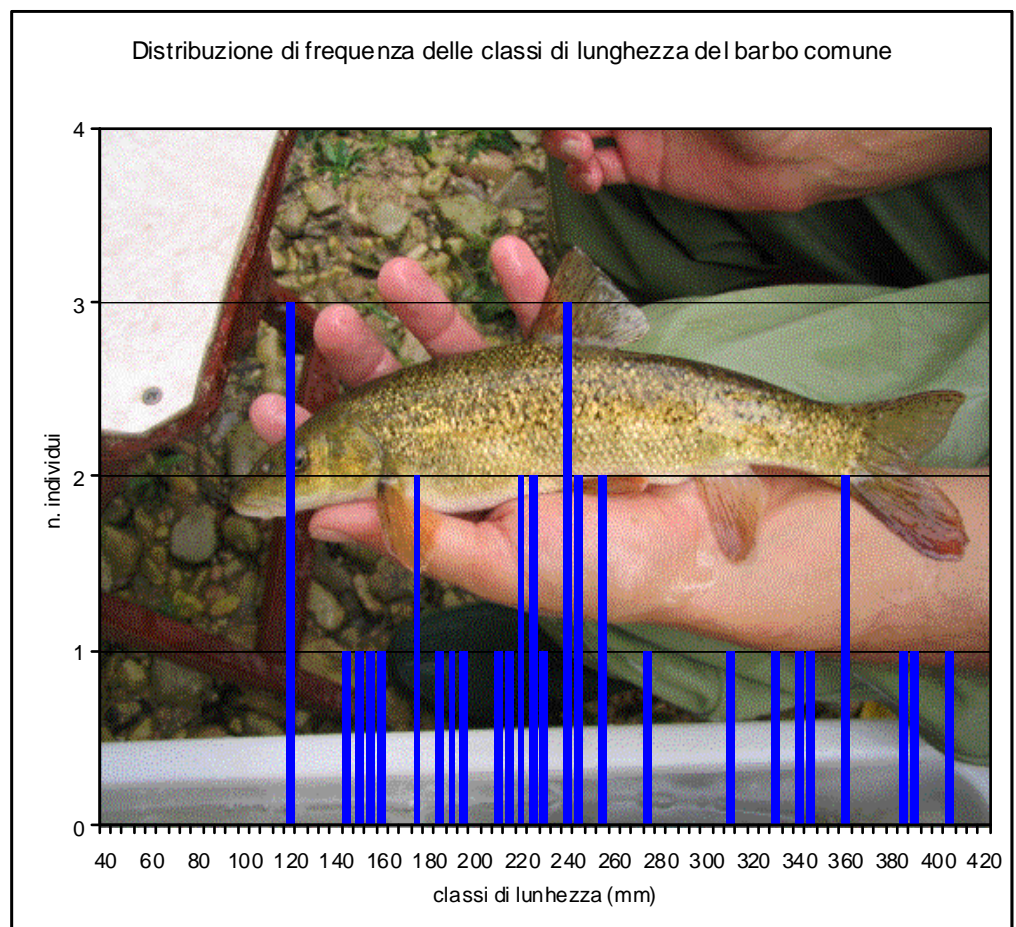 Distribuzione di frequenza delle classi di lunghezza del barbo comune
4
3
2
1
0
n. individui
40 60 80 100 120 140 160 180 200 220 240 260 280 300 320 340 360 380 400 420
classi di lunhezza (mm)